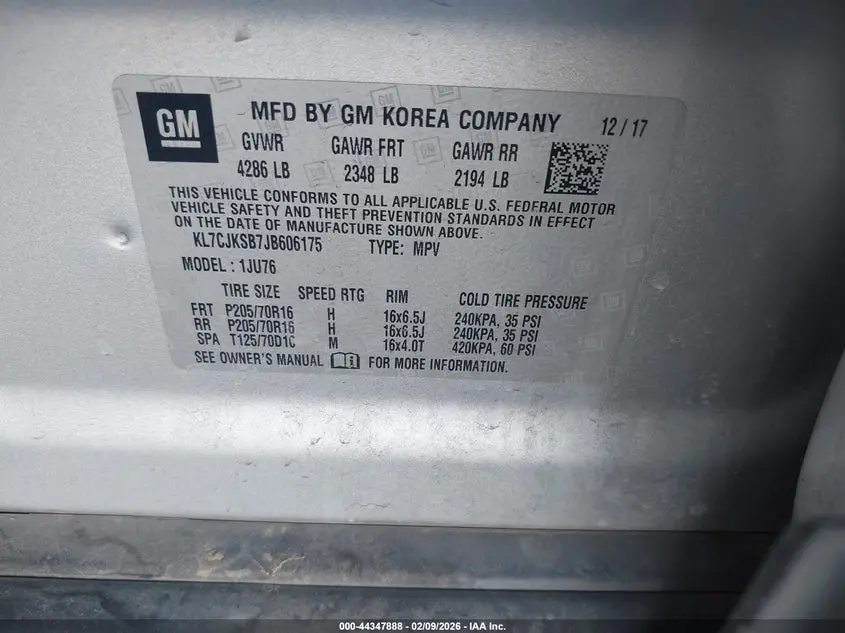 GM MFD BY GM KOREA COMPANY 12/17
GVWR GAWR FRT GAWR RR
4286 LB 2348 LB 2194 LB
THIS VEHICLE CONFORMS TO ALL APPLICABLE U.S. FEDERAL MOTOR
VEHICLE SAFETY AND THEFT PREVENTION STANDARDS IN EFFECT
ON THE DATE OF MANUFACTURE SHOWN ABOVE.
KL7CJKSB7JB606175 TYPE: MPV
MODEL: 1JU76
TIRE SIZE SPEED RTG RIM COLD TIRE PRESSURE
FRT P205/70R16 H 16x6.5J 240KPA, 35 PSI
RR P205/70R16 H 16x6.5J 240KPA, 35 PSI
SPA T125/70D1C M 16x4.0T 420KPA, 60 PSI
SEE OWNER'S MANUAL FOR MORE INFORMATION.
000-44347888 - 02/09/2026 - IAA Inc.